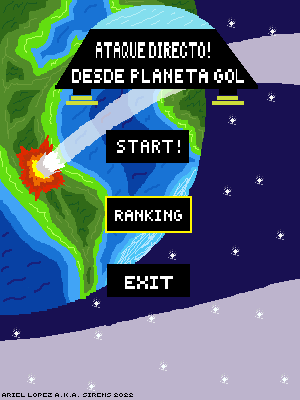 ATAQUE DIRECTO!
DESDE PLANETA GOL
START!
RANKING
EXIT
ARIEL LOPEZ A.K.A. SIRENS 2022